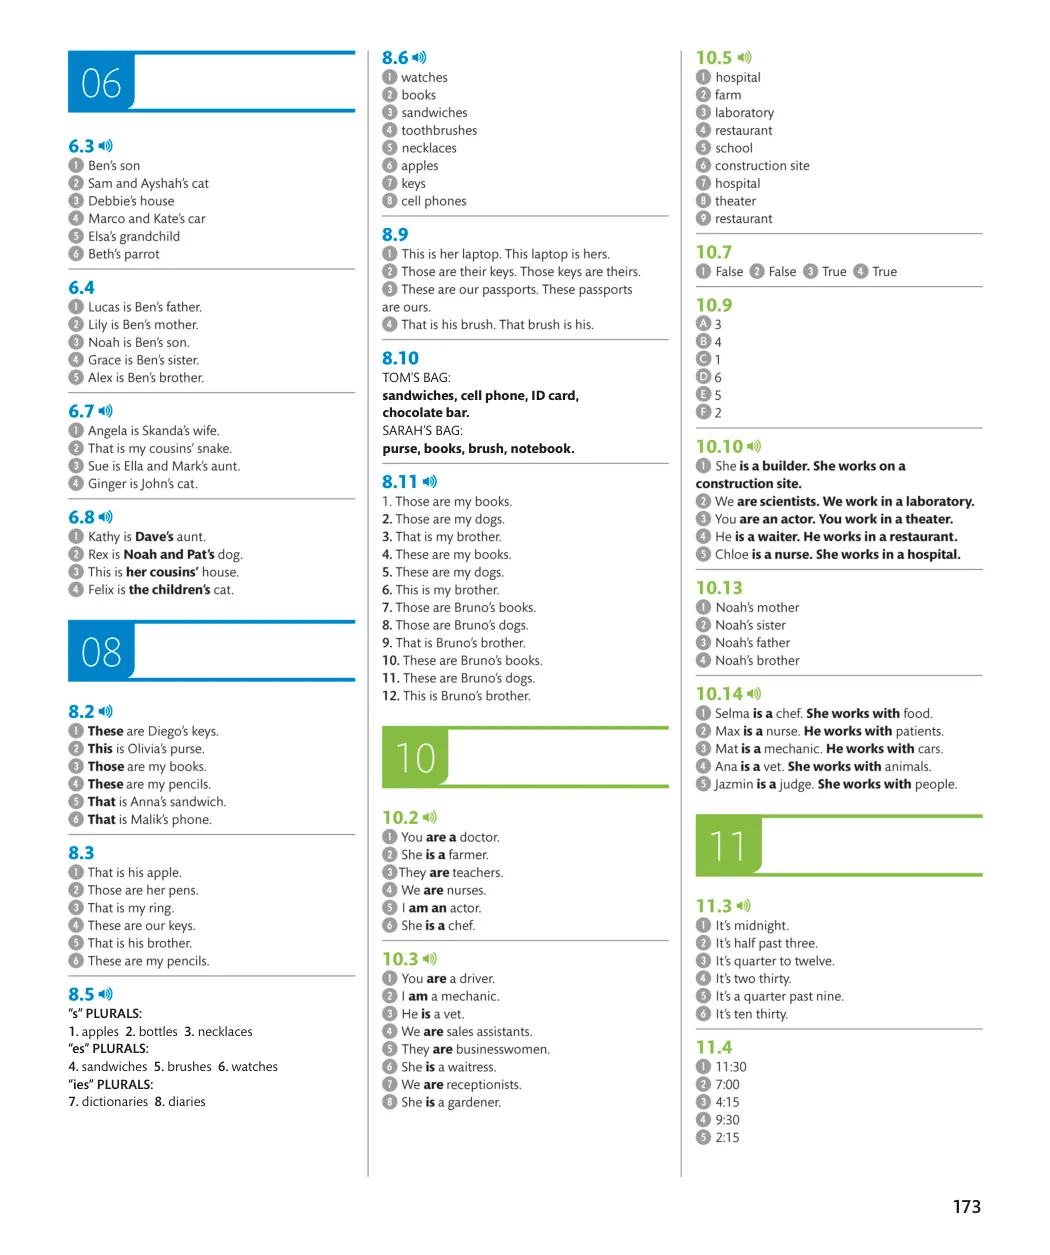 06
6.3
1 Ben's son
2 Sam and Ayshah's cat
3 Debbie's house
4 Marco and Kate's car
5 Elsa's grandchild
6 Beth's parrot
6.4
1 Lucas is Ben's father.
2 Lily is Ben's mother.
3 Noah is Ben's son.
4 Grace is Ben's sister.
5 Alex is Ben's brother.
6.7
1 Angela is Skanda's wife.
2 That is my cousins' snake.
3 Sue is Ella and Mark's aunt.
4 Ginger is John's cat.
6.8
1 Kathy is Dave's aunt.
2 Rex is Noah and Pat's dog.
3 This is her cousins' house.
4 Felix is the children's cat.
08
8.2
1 These are Diego's keys.
2 This is Olivia's purse.
3 Those are my books.
4 These are my pencils.
5 That is Anna's sandwich.
6 That is Malik's phone.
8.3
1 That is his apple.
2 Those are her pens.
3 That is my ring.
4 These are our keys.
5 That is his brother.
6 These are my pencils.
8.5
"s" PLURALS:
1. apples 2. bottles 3. necklaces
"es" PLURALS:
4. sandwiches 5. brushes 6. watches
"ies" PLURALS:
7. dictionaries 8. diaries
8.6
1 watches
2 books
3 sandwiches
4 toothbrushes
5 necklaces
6 apples
7 keys
8 cell phones
8.9
1 This is her laptop. This laptop is hers.
2 Those are their keys. Those keys are theirs.
3 These are our passports. These passports
are ours.
4 That is his brush. That brush is his.
8.10
TOM'S BAG:
sandwiches, cell phone, ID card,
chocolate bar.
SARAH'S BAG:
purse, books, brush, notebook.
8.11
1. Those are my books.
2. Those are my dogs.
3. That is my brother.
4. These are my books.
5. These are my dogs.
6. This is my brother.
7. Those are Bruno's books.
8. Those are Bruno's dogs.
9. That is Bruno's brother.
10. These are Bruno's books.
11. These are Bruno's dogs.
12. This is Bruno's brother.
10
10.2
1 You are a doctor.
2 She is a farmer.
3 They are teachers.
4 We are nurses.
5 I am an actor.
6 She is a chef.
10.3
1 You are a driver.
2 I am a mechanic.
3 He is a vet.
4 We are sales assistants.
5 They are businesswomen.
6 She is a waitress.
7 We are receptionists.
8 She is a gardener.
10.5
1 hospital
2 farm
3 laboratory
4 restaurant
5 school
6 construction site
7 hospital
8 theater
9 restaurant
10.7
1 False 2 False 3 True 4 True
10.9
A 3
B 4
C 1
D 6
E 5
F 2
10.10
1 She is a builder. She works on a
construction site.
2 We are scientists. We work in a laboratory.
3 You are an actor. You work in a theater.
4 He is a waiter. He works in a restaurant.
5 Chloe is a nurse. She works in a hospital.
10.13
1 Noah's mother
2 Noah's sister
3 Noah's father
4 Noah's brother
10.14
1 Selma is a chef. She works with food.
2 Max is a nurse. He works with patients.
3 Mat is a mechanic. He works with cars.
4 Ana is a vet. She works with animals.
5 Jazmin is a judge. She works with people.
11
11.3
1 It's midnight.
2 It's half past three.
3 It's quarter to twelve.
4 It's two thirty.
5 It's a quarter past nine.
6 It's ten thirty.
11.4
1 11:30
2 7:00
3 4:15
4 9:30
5 2:15
173